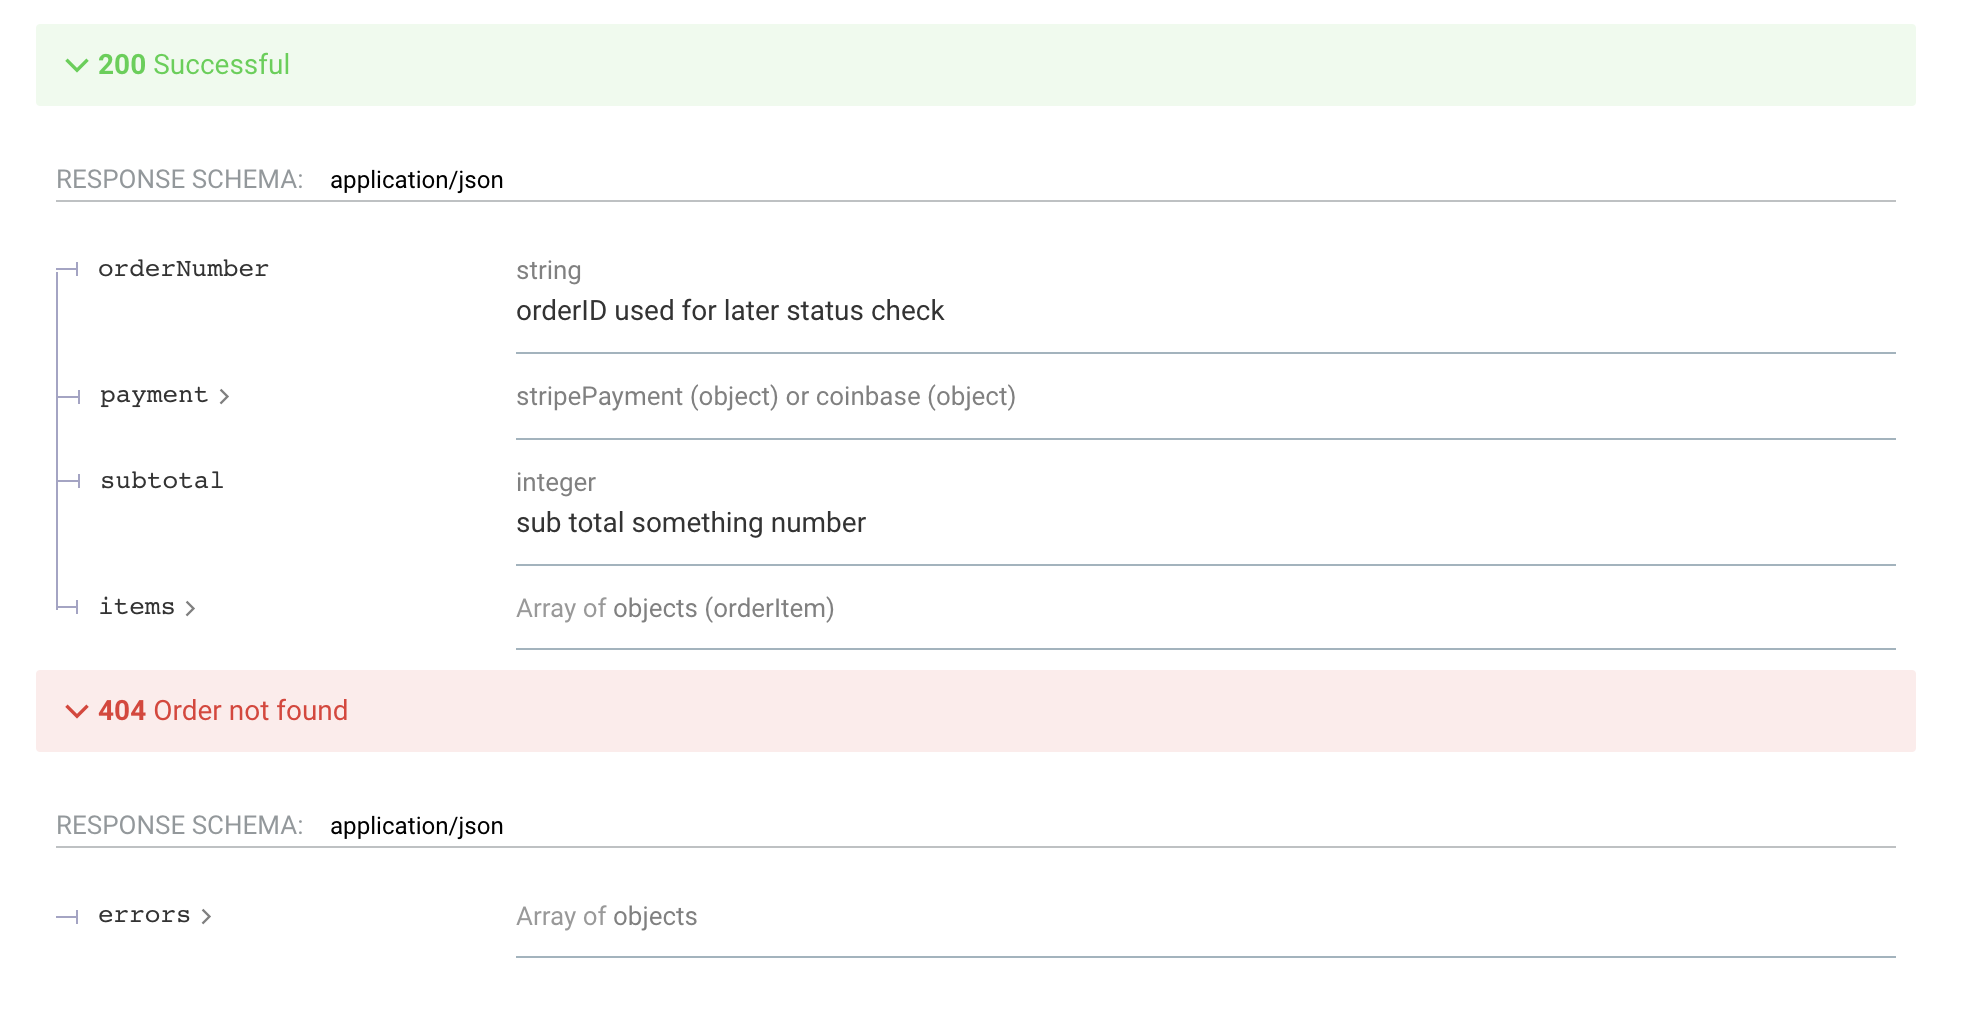 200 Successful
RESPONSE SCHEMA: application/json
orderNumber
string
orderID used for later status check
payment
stripePayment (object) or coinbase (object)
subtotal
integer
sub total something number
items
Array of objects (orderItem)
404 Order not found
RESPONSE SCHEMA: application/json
errors
Array of objects